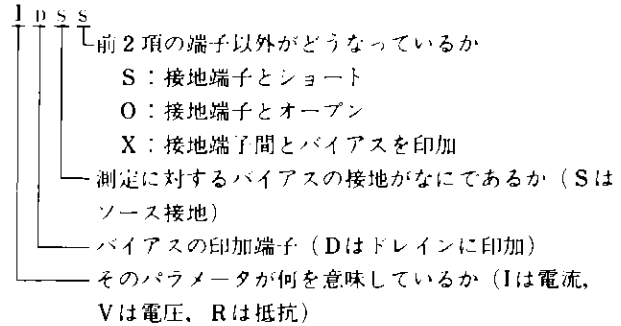 I D S S
前2項の端子以外がどうなっているか
S：接地端子とショート
O：接地端子とオープン
X：接地端子間とバイアスを印加
測定に対するバイアスの接地がなにであるか（Sは
ソース接地）
バイアスの印加端子（Dはドレインに印加）
そのパラメータが何を意味しているか（Iは電流，
Vは電圧，Rは抵抗）